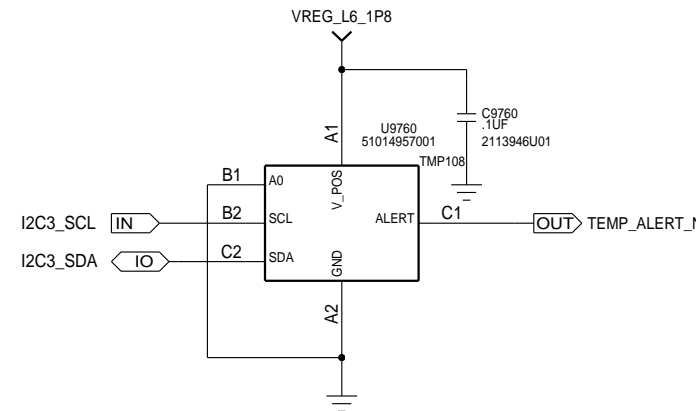 VREG_L6_1P8
A1
U9760
51014957001
C9760
.1UF
2113946U01
TMP108
B1
A0
V_POS
I2C3_SCL
IN
B2
SCL
ALERT
C1
OUT
TEMP_ALERT_N
I2C3_SDA
IO
C2
SDA
GND
A2